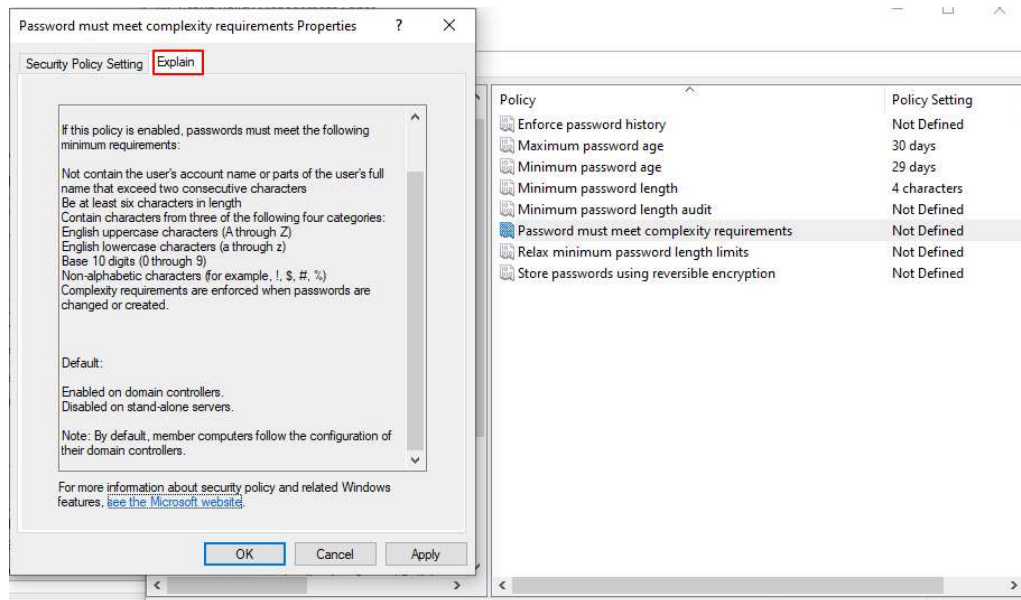 Password must meet complexity requirements Properties
Security Policy Setting
Explain
If this policy is enabled, passwords must meet the following
minimum requirements:
Not contain the user's account name or parts of the user's full
name that exceed two consecutive characters
Be at least six characters in length
Contain characters from three of the following four categories:
English uppercase characters (A through Z)
English lowercase characters (a through z)
Base 10 digits (0 through 9)
Non-alphabetic characters (for example, !, $, #, %)
Complexity requirements are enforced when passwords are
changed or created.
Default:
Enabled on domain controllers.
Disabled on stand-alone servers.
Note: By default, member computers follow the configuration of
their domain controllers.
For more information about security policy and related Windows
features, see the Microsoft website.
OK Cancel Apply
Policy Policy Setting
Enforce password history Not Defined
Maximum password age 30 days
Minimum password age 29 days
Minimum password length 4 characters
Minimum password length audit Not Defined
Password must meet complexity requirements Not Defined
Relax minimum password length limits Not Defined
Store passwords using reversible encryption Not Defined